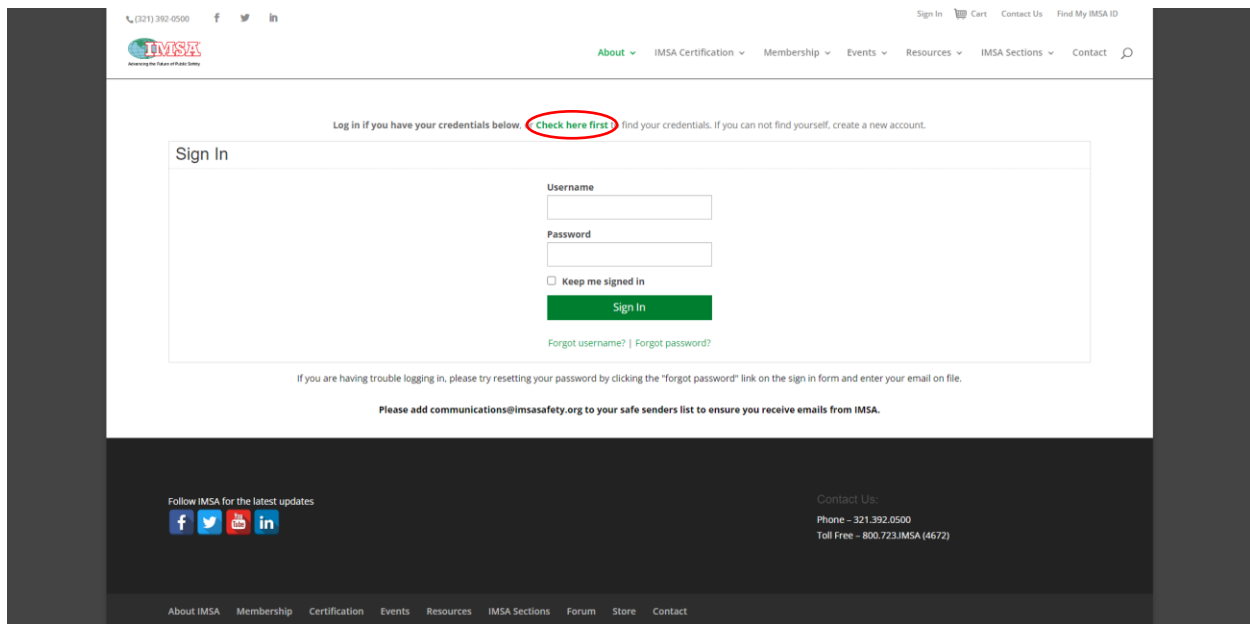 (321) 392-0500
Sign In Cart Contact Us Find My IMSA ID
IMSA
Advancing the Future of Public Safety
About IMSA Certification Membership Events Resources IMSA Sections Contact
Log in if you have your credentials below, or Check here first to find your credentials. If you can not find yourself, create a new account.
Sign In
Username
Password
Keep me signed in
Sign In
Forgot username? | Forgot password?
If you are having trouble logging in, please try resetting your password by clicking the "forgot password" link on the sign in form and enter your email on file.
Please add communications@imsasafety.org to your safe senders list to ensure you receive emails from IMSA.
Follow IMSA for the latest updates
You Tube
Contact Us:
Phone – 321.392.0500
Toll Free – 800.723.IMSA (4672)
About IMSA Membership Certification Events Resources IMSA Sections Forum Store Contact